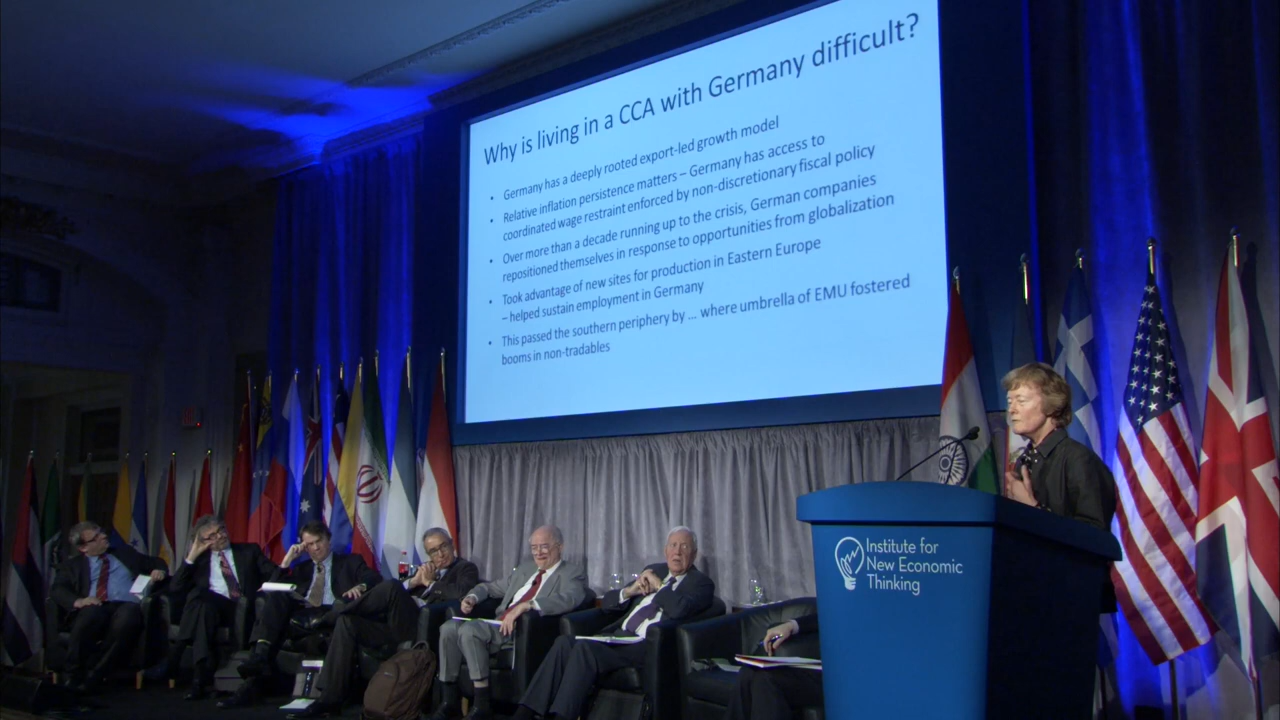 Why is living in a CCA with Germany difficult?
• Germany has a deeply rooted export-led growth model
• Relative inflation persistence matters – Germany has access to
coordinated wage restraint enforced by non-discretionary fiscal policy
• Over more than a decade running up to the crisis, German companies
repositioned themselves in response to opportunities from globalization
• Took advantage of new sites for production in Eastern Europe
– helped sustain employment in Germany
• This passed the southern periphery by ... where umbrella of EMU fostered
booms in non-tradables
Institute for
New Economic
Thinking